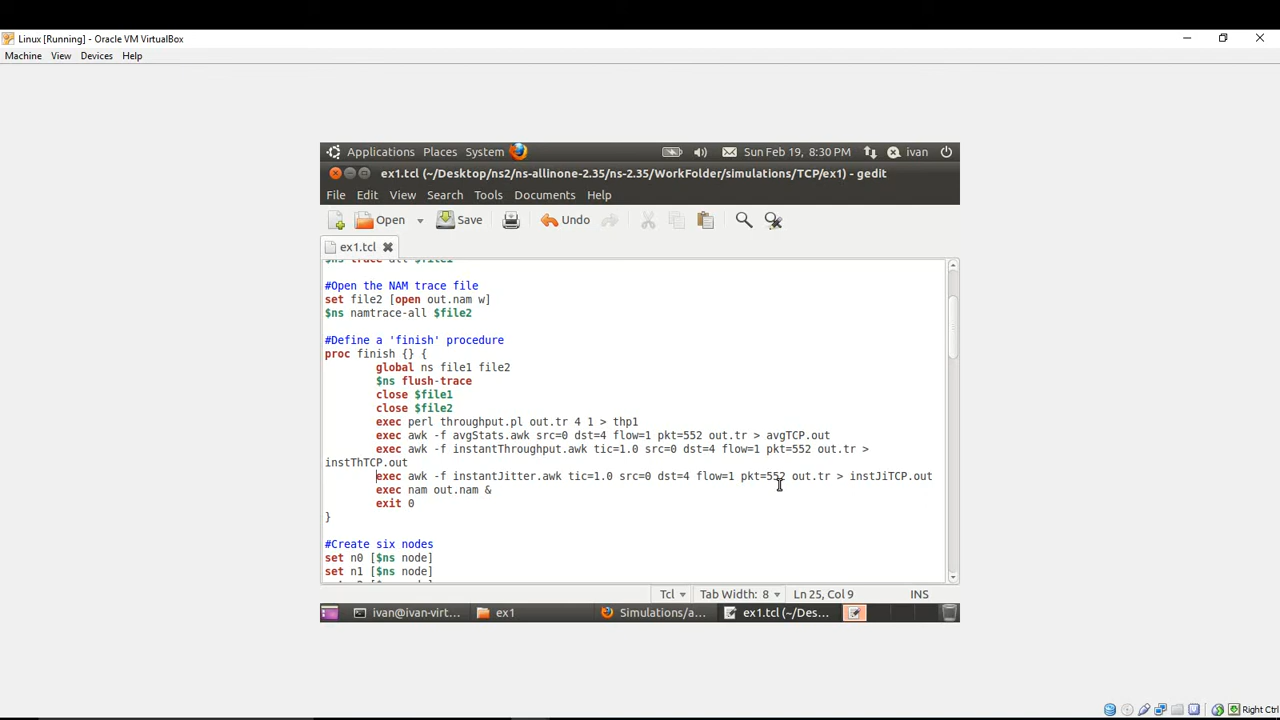 Linux [Running] - Oracle VM VirtualBox
Machine View Devices Help
Applications Places System Sun Feb 19, 8:30 PM ivan
ex1.tcl (~/Desktop/ns2/ns-allinone-2.35/ns-2.35/WorkFolder/simulations/TCP/ex1) - gedit
File Edit View Search Tools Documents Help
Open Save Undo
ex1.tcl
$ns trace-all $file1
#Open the NAM trace file
set file2 [open out.nam w]
$ns namtrace-all $file2
#Define a 'finish' procedure
proc finish {} {
global ns file1 file2
$ns flush-trace
close $file1
close $file2
exec perl throughput.pl out.tr 4 1 > thp1
exec awk -f avgStats.awk src=0 dst=4 flow=1 pkt=552 out.tr > avgTCP.out
exec awk -f instantThroughput.awk tic=1.0 src=0 dst=4 flow=1 pkt=552 out.tr >
instThTCP.out
exec awk -f instantJitter.awk tic=1.0 src=0 dst=4 flow=1 pkt=552 out.tr > instJiTCP.out
exec nam out.nam &
exit 0
}
#Create six nodes
set n0 [$ns node]
set n1 [$ns node]
Tcl Tab Width: 8 Ln 25, Col 9 INS
ivan@ivan-virt... ex1 Simulations/a... ex1.tcl (~/Des...
Right Ctrl